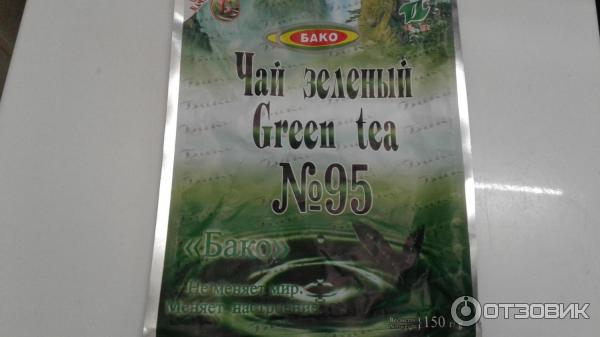 БАКО
Чай зеленый
Green tea
№95
«Бако»
Не меняет мир.
Меняет настроение
150 г
ОТЗОВИК